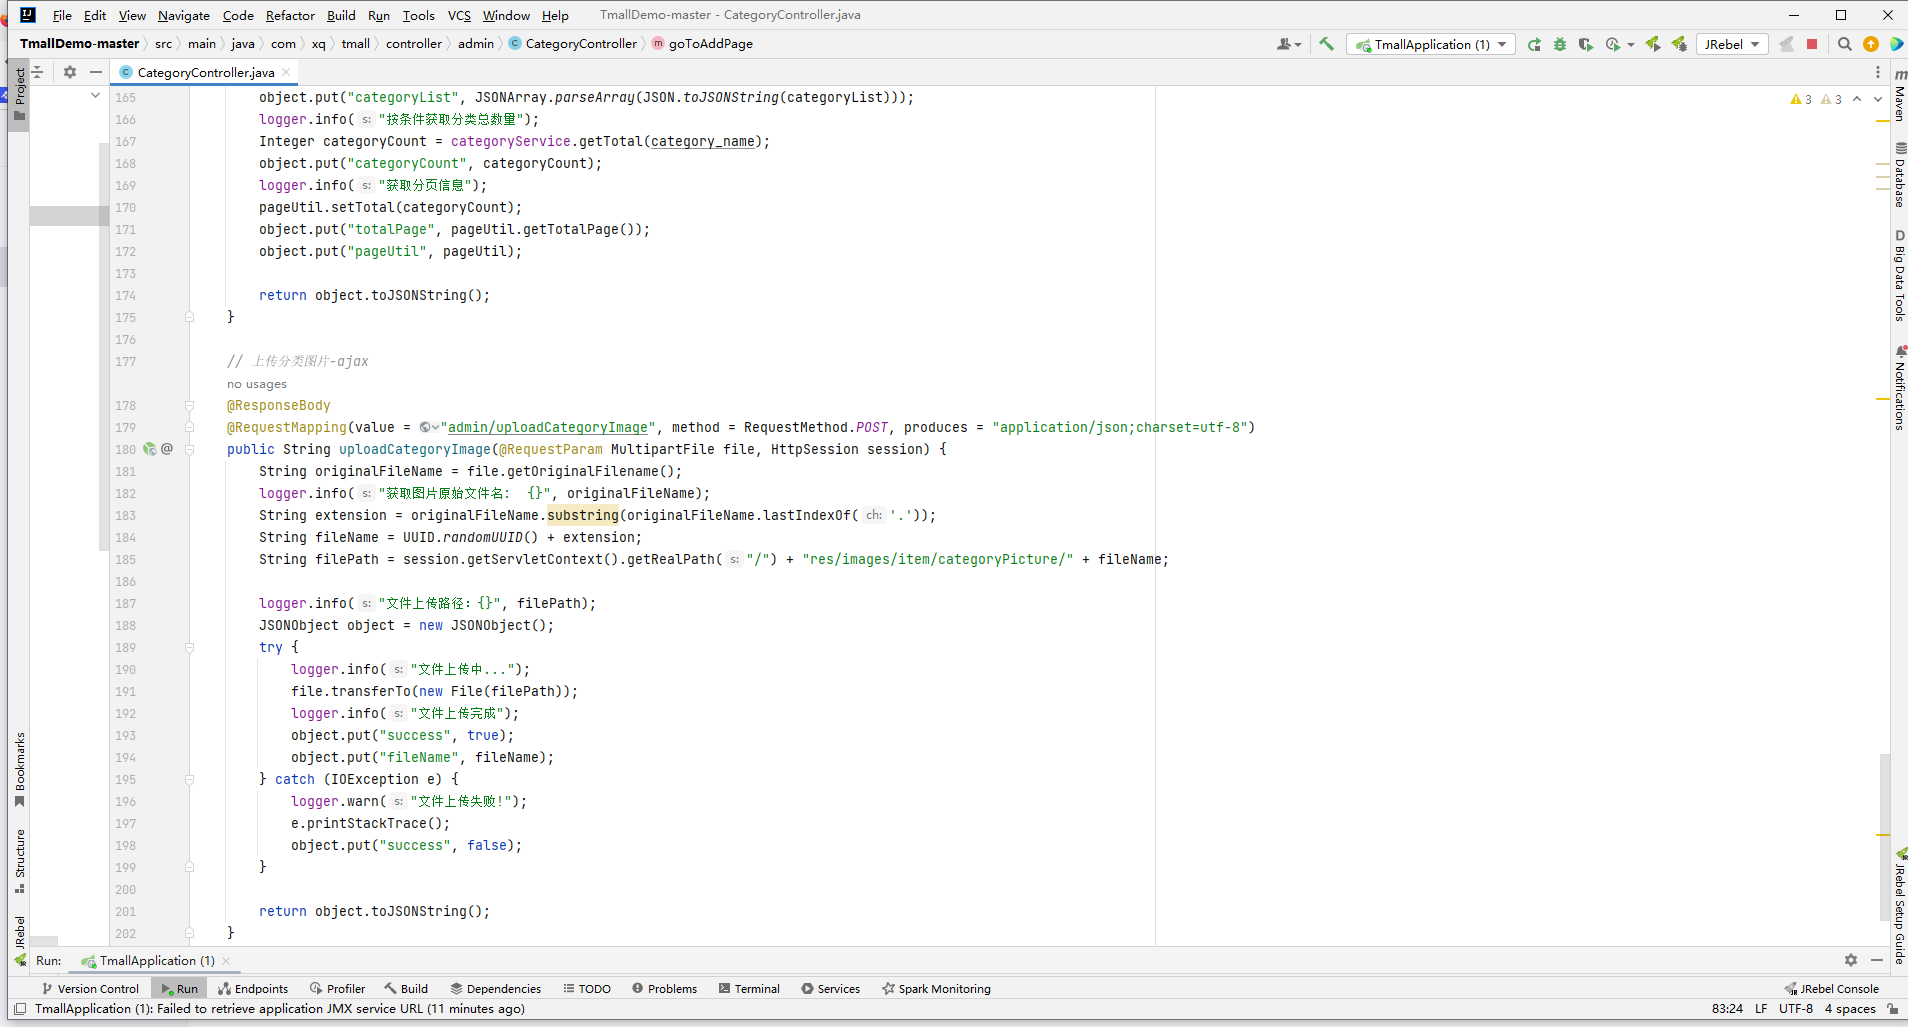 File Edit View Navigate Code Refactor Build Run Tools VCS Window Help TmallDemo-master - CategoryController.java
TmallDemo-master src main java com xq tmall controller admin CategoryController goToAddPage TmallApplication (1) JRebel
Project
CategoryController.java
3 3
165 object.put("categoryList", JSONArray.parseArray(JSON.toJSONString(categoryList)));
166 logger.info( s: "按条件获取分类总数量");
167 Integer categoryCount = categoryService.getTotal(category_name);
168 object.put("categoryCount", categoryCount);
169 logger.info( s: "获取分页信息");
170 pageUtil.setTotal(categoryCount);
171 object.put("totalPage", pageUtil.getTotalPage());
172 object.put("pageUtil", pageUtil);
173
174 return object.toJSONString();
175 }
176
177 // 上传分类图片-ajax
no usages
178 @ResponseBody
179 @RequestMapping(value = "admin/uploadCategoryImage", method = RequestMethod.POST, produces = "application/json;charset=utf-8")
180 @ public String uploadCategoryImage(@RequestParam MultipartFile file, HttpSession session) {
181 String originalFileName = file.getOriginalFilename();
182 logger.info( s: "获取图片原始文件名： {}", originalFileName);
183 String extension = originalFileName.substring(originalFileName.lastIndexOf( ch: '.'));
184 String fileName = UUID.randomUUID() + extension;
185 String filePath = session.getServletContext().getRealPath( s: "/") + "res/images/item/categoryPicture/" + fileName;
186
187 logger.info( s: "文件上传路径：{}", filePath);
188 JSONObject object = new JSONObject();
189 try {
190 logger.info( s: "文件上传中...");
191 file.transferTo(new File(filePath));
192 logger.info( s: "文件上传完成");
193 object.put("success", true);
194 object.put("fileName", fileName);
195 } catch (IOException e) {
196 logger.warn( s: "文件上传失败!");
197 e.printStackTrace();
198 object.put("success", false);
199 }
200
201 return object.toJSONString();
202 }
Bookmarks
Structure
JRebel
m Maven
Database
D Big Data Tools
Notifications
JRebel Setup Guide
Run: TmallApplication (1)
Version Control Run Endpoints Profiler Build Dependencies TODO Problems Terminal Services Spark Monitoring JRebel Console
TmallApplication (1): Failed to retrieve application JMX service URL (11 minutes ago) 83:24 LF UTF-8 4 spaces